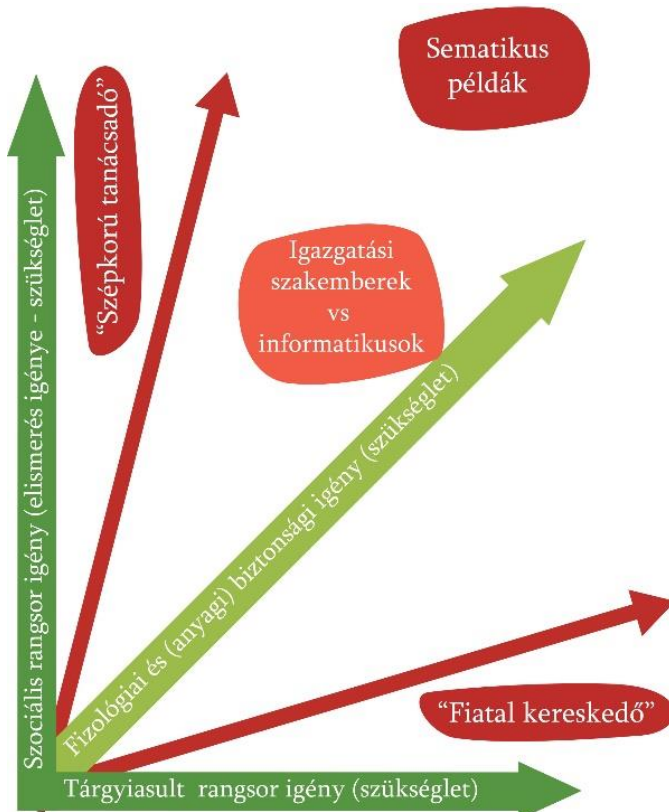 Sematikus
példák
“Szépkorú tanácsadó”
Szociális rangsor igény (elismerés igénye - szükséglet)
Igazgatási
szakemberek
vs
informatikusok
Fizológiai és (anyagi) biztonsági igény (szükséglet)
“Fiatal kereskedő”
Tárgyiasult rangsor igény (szükséglet)